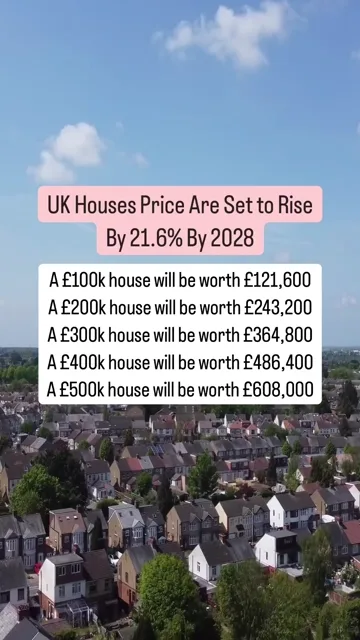 UK Houses Price Are Set to Rise
By 21.6% By 2028
A £100k house will be worth £121,600
A £200k house will be worth £243,200
A £300k house will be worth £364,800
A £400k house will be worth £486,400
A £500k house will be worth £608,000